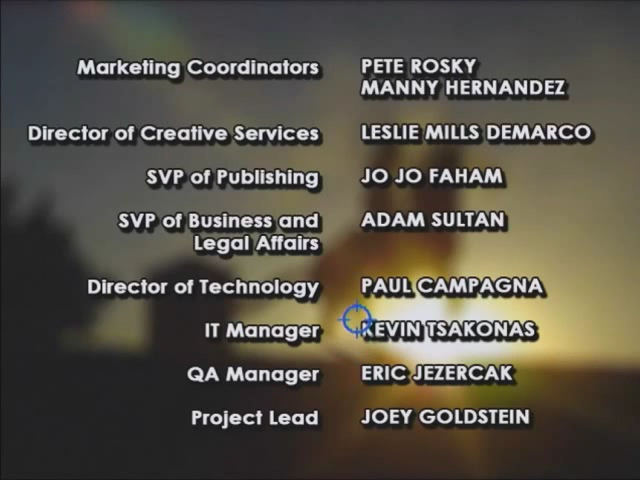 Marketing Coordinators PETE ROSKY
MANNY HERNANDEZ
Director of Creative Services LESLIE MILLS DEMARCO
SVP of Publishing JO JO FAHAM
SVP of Business and ADAM SULTAN
Legal Affairs
Director of Technology PAUL CAMPAGNA
IT Manager KEVIN TSAKONAS
QA Manager ERIC JEZERCAK
Project Lead JOEY GOLDSTEIN